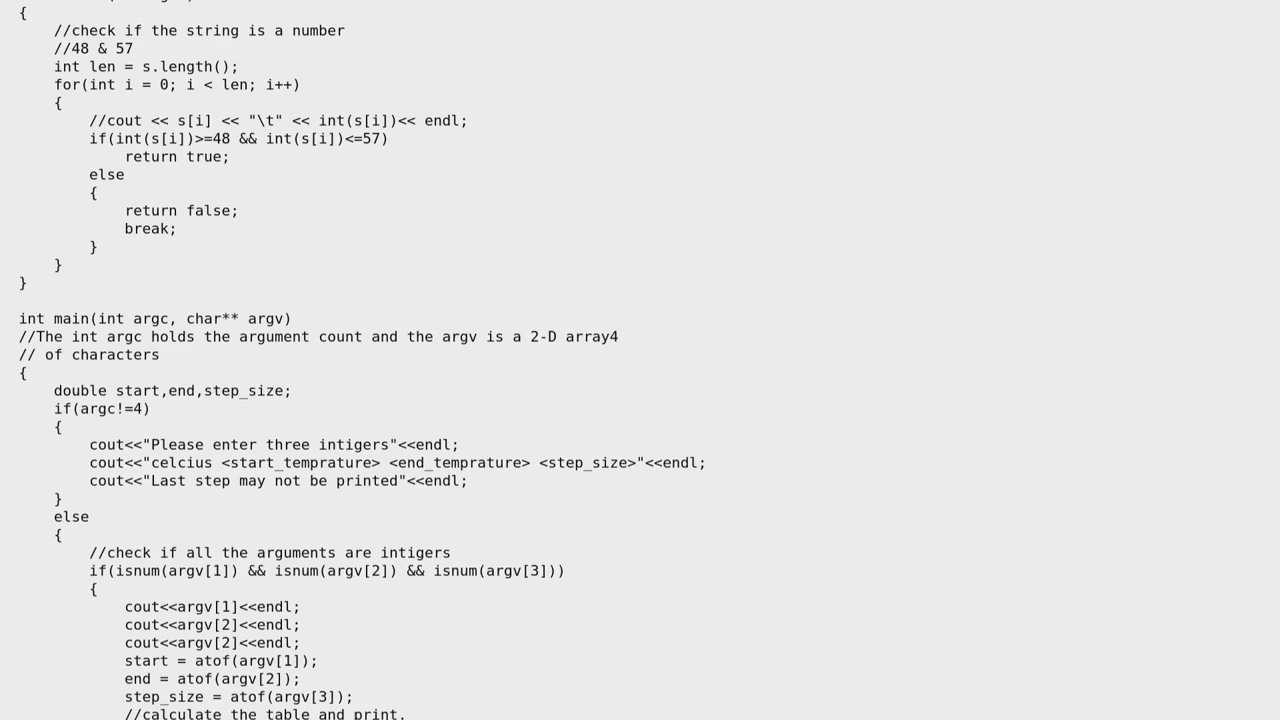 {
    //check if the string is a number
    //48 & 57
    int len = s.length();
    for(int i = 0; i < len; i++)
    {
        //cout << s[i] << "\t" << int(s[i])<< endl;
        if(int(s[i])>=48 && int(s[i])<=57)
            return true;
        else
        {
            return false;
            break;
        }
    }
}

int main(int argc, char** argv)
//The int argc holds the argument count and the argv is a 2-D array4
// of characters
{
    double start,end,step_size;
    if(argc!=4)
    {
        cout<<"Please enter three intigers"<<endl;
        cout<<"celcius <start_temprature> <end_temprature> <step_size>"<<endl;
        cout<<"Last step may not be printed"<<endl;
    }
    else
    {
        //check if all the arguments are intigers
        if(isnum(argv[1]) && isnum(argv[2]) && isnum(argv[3]))
        {
            cout<<argv[1]<<endl;
            cout<<argv[2]<<endl;
            cout<<argv[2]<<endl;
            start = atof(argv[1]);
            end = atof(argv[2]);
            step_size = atof(argv[3]);
            //calculate the table and print.